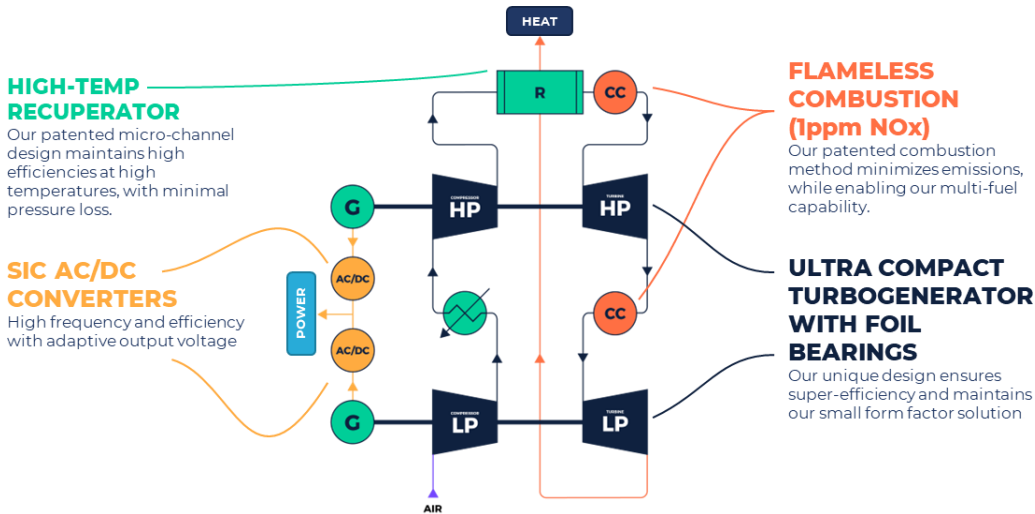 HEAT
HIGH-TEMP
RECUPERATOR
Our patented micro-channel
design maintains high
efficiencies at high
temperatures, with minimal
pressure loss.
R
CC
FLAMELESS
COMBUSTION
(1ppm NOx)
Our patented combustion
method minimizes emissions,
while enabling our multi-fuel
capability.
G
COMPRESSOR
HP
TURBINE
HP
SIC AC/DC
CONVERTERS
High frequency and efficiency
with adaptive output voltage
AC/DC
POWER
AC/DC
CC
ULTRA COMPACT
TURBOGENERATOR
WITH FOIL
BEARINGS
Our unique design ensures
super-efficiency and maintains
our small form factor solution
G
COMPRESSOR
LP
TURBINE
LP
AIR